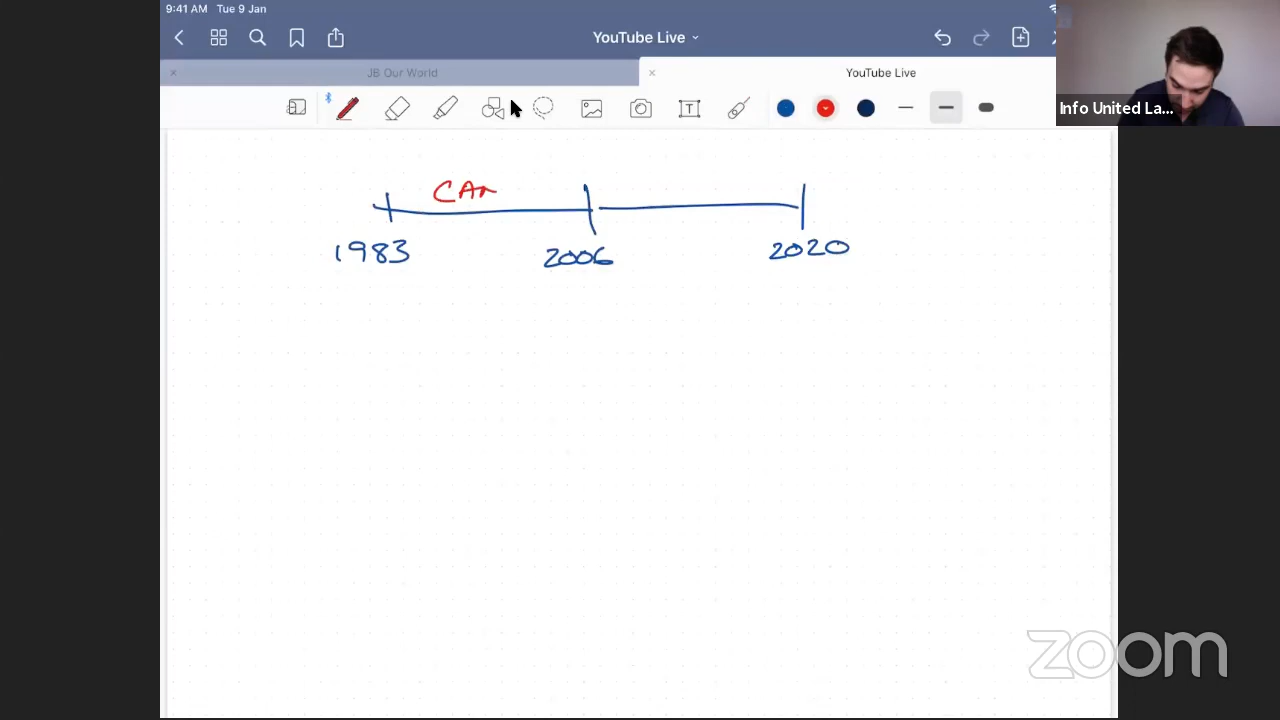 9:41 AM Tue 9 Jan
YouTube Live
JB Our World
YouTube Live
Info United La...
CAr
1983
2006
2020
zoom